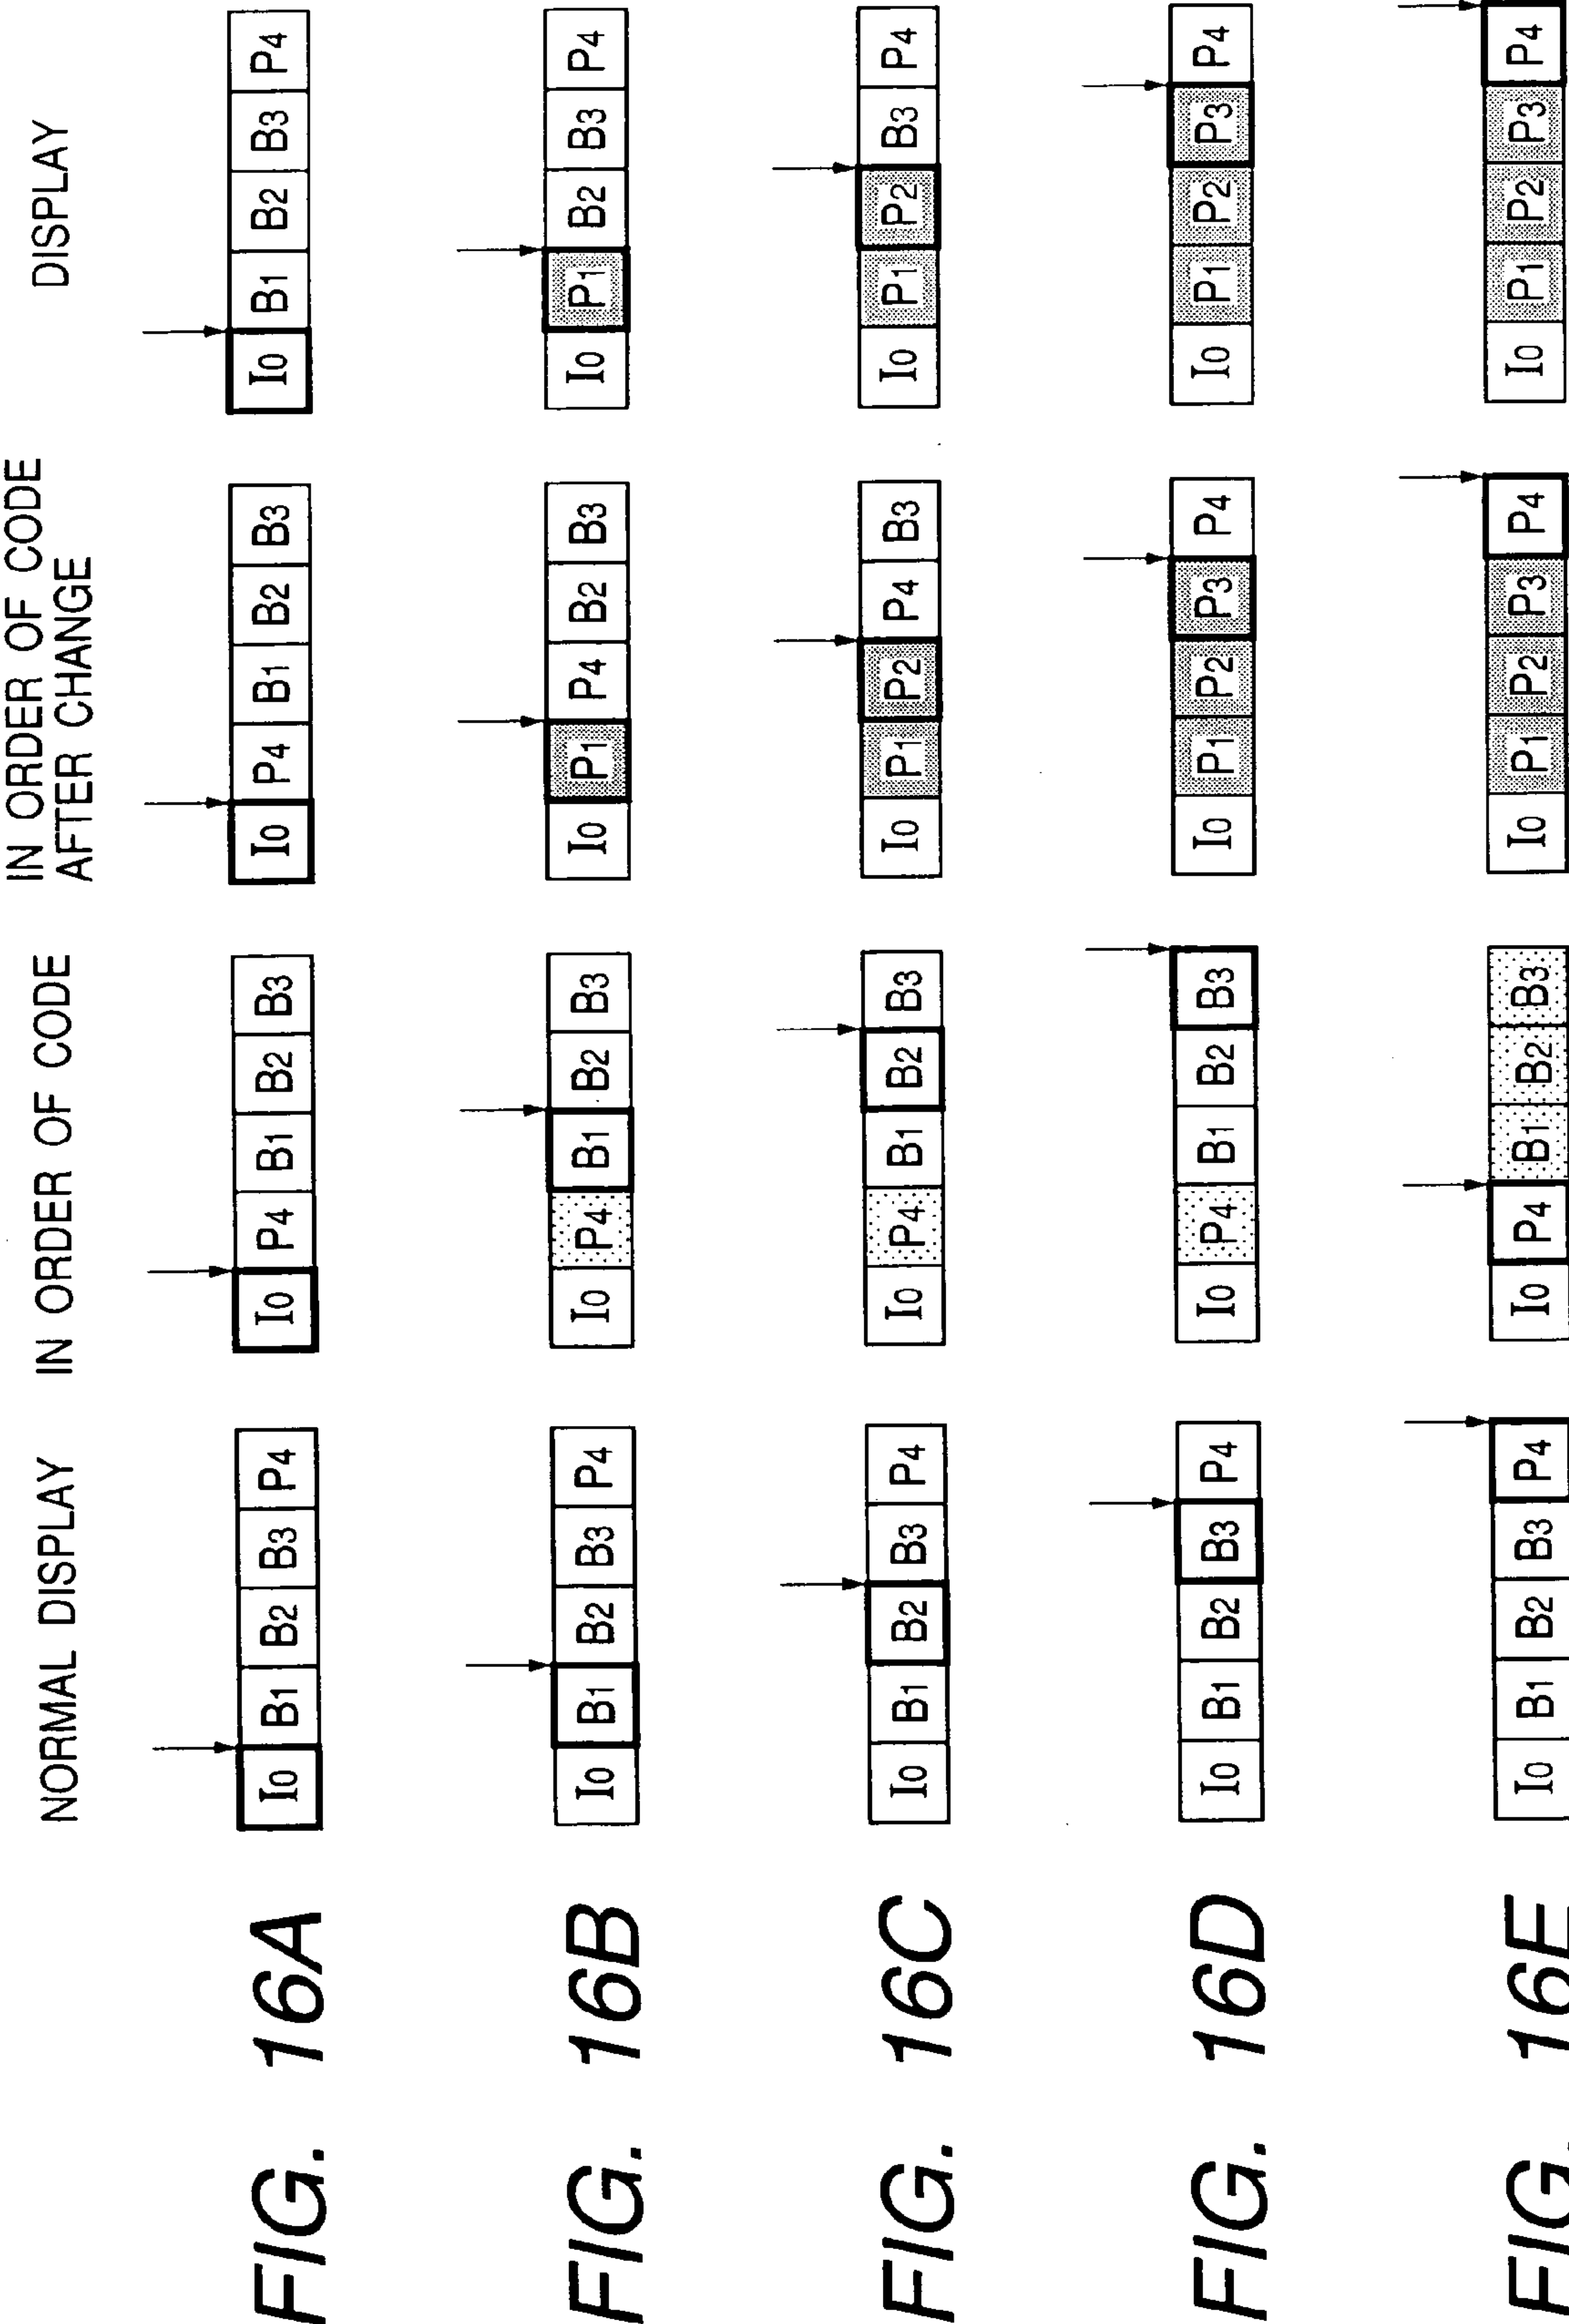 NORMAL DISPLAY IN ORDER OF CODE IN ORDER OF CODE AFTER CHANGE DISPLAY
FIG. 16A I0 B1 B2 B3 P4 I0 P4 B1 B2 B3 I0 P4 B1 B2 B3 I0 B1 B2 B3 P4
FIG. 16B I0 B1 B2 B3 P4 I0 P4 B1 B2 B3 I0 P1 P4 B2 B3 I0 P1 B2 B3 P4
FIG. 16C I0 B1 B2 B3 P4 I0 P4 B1 B2 B3 I0 P1 P2 P4 B3 I0 P1 P2 B3 P4
FIG. 16D I0 B1 B2 B3 P4 I0 P4 B1 B2 B3 I0 P1 P2 P3 P4 I0 P1 P2 P3 P4
FIG. 16E I0 B1 B2 B3 P4 I0 P4 B1 B2 B3 I0 P1 P2 P3 P4 I0 P1 P2 P3 P4